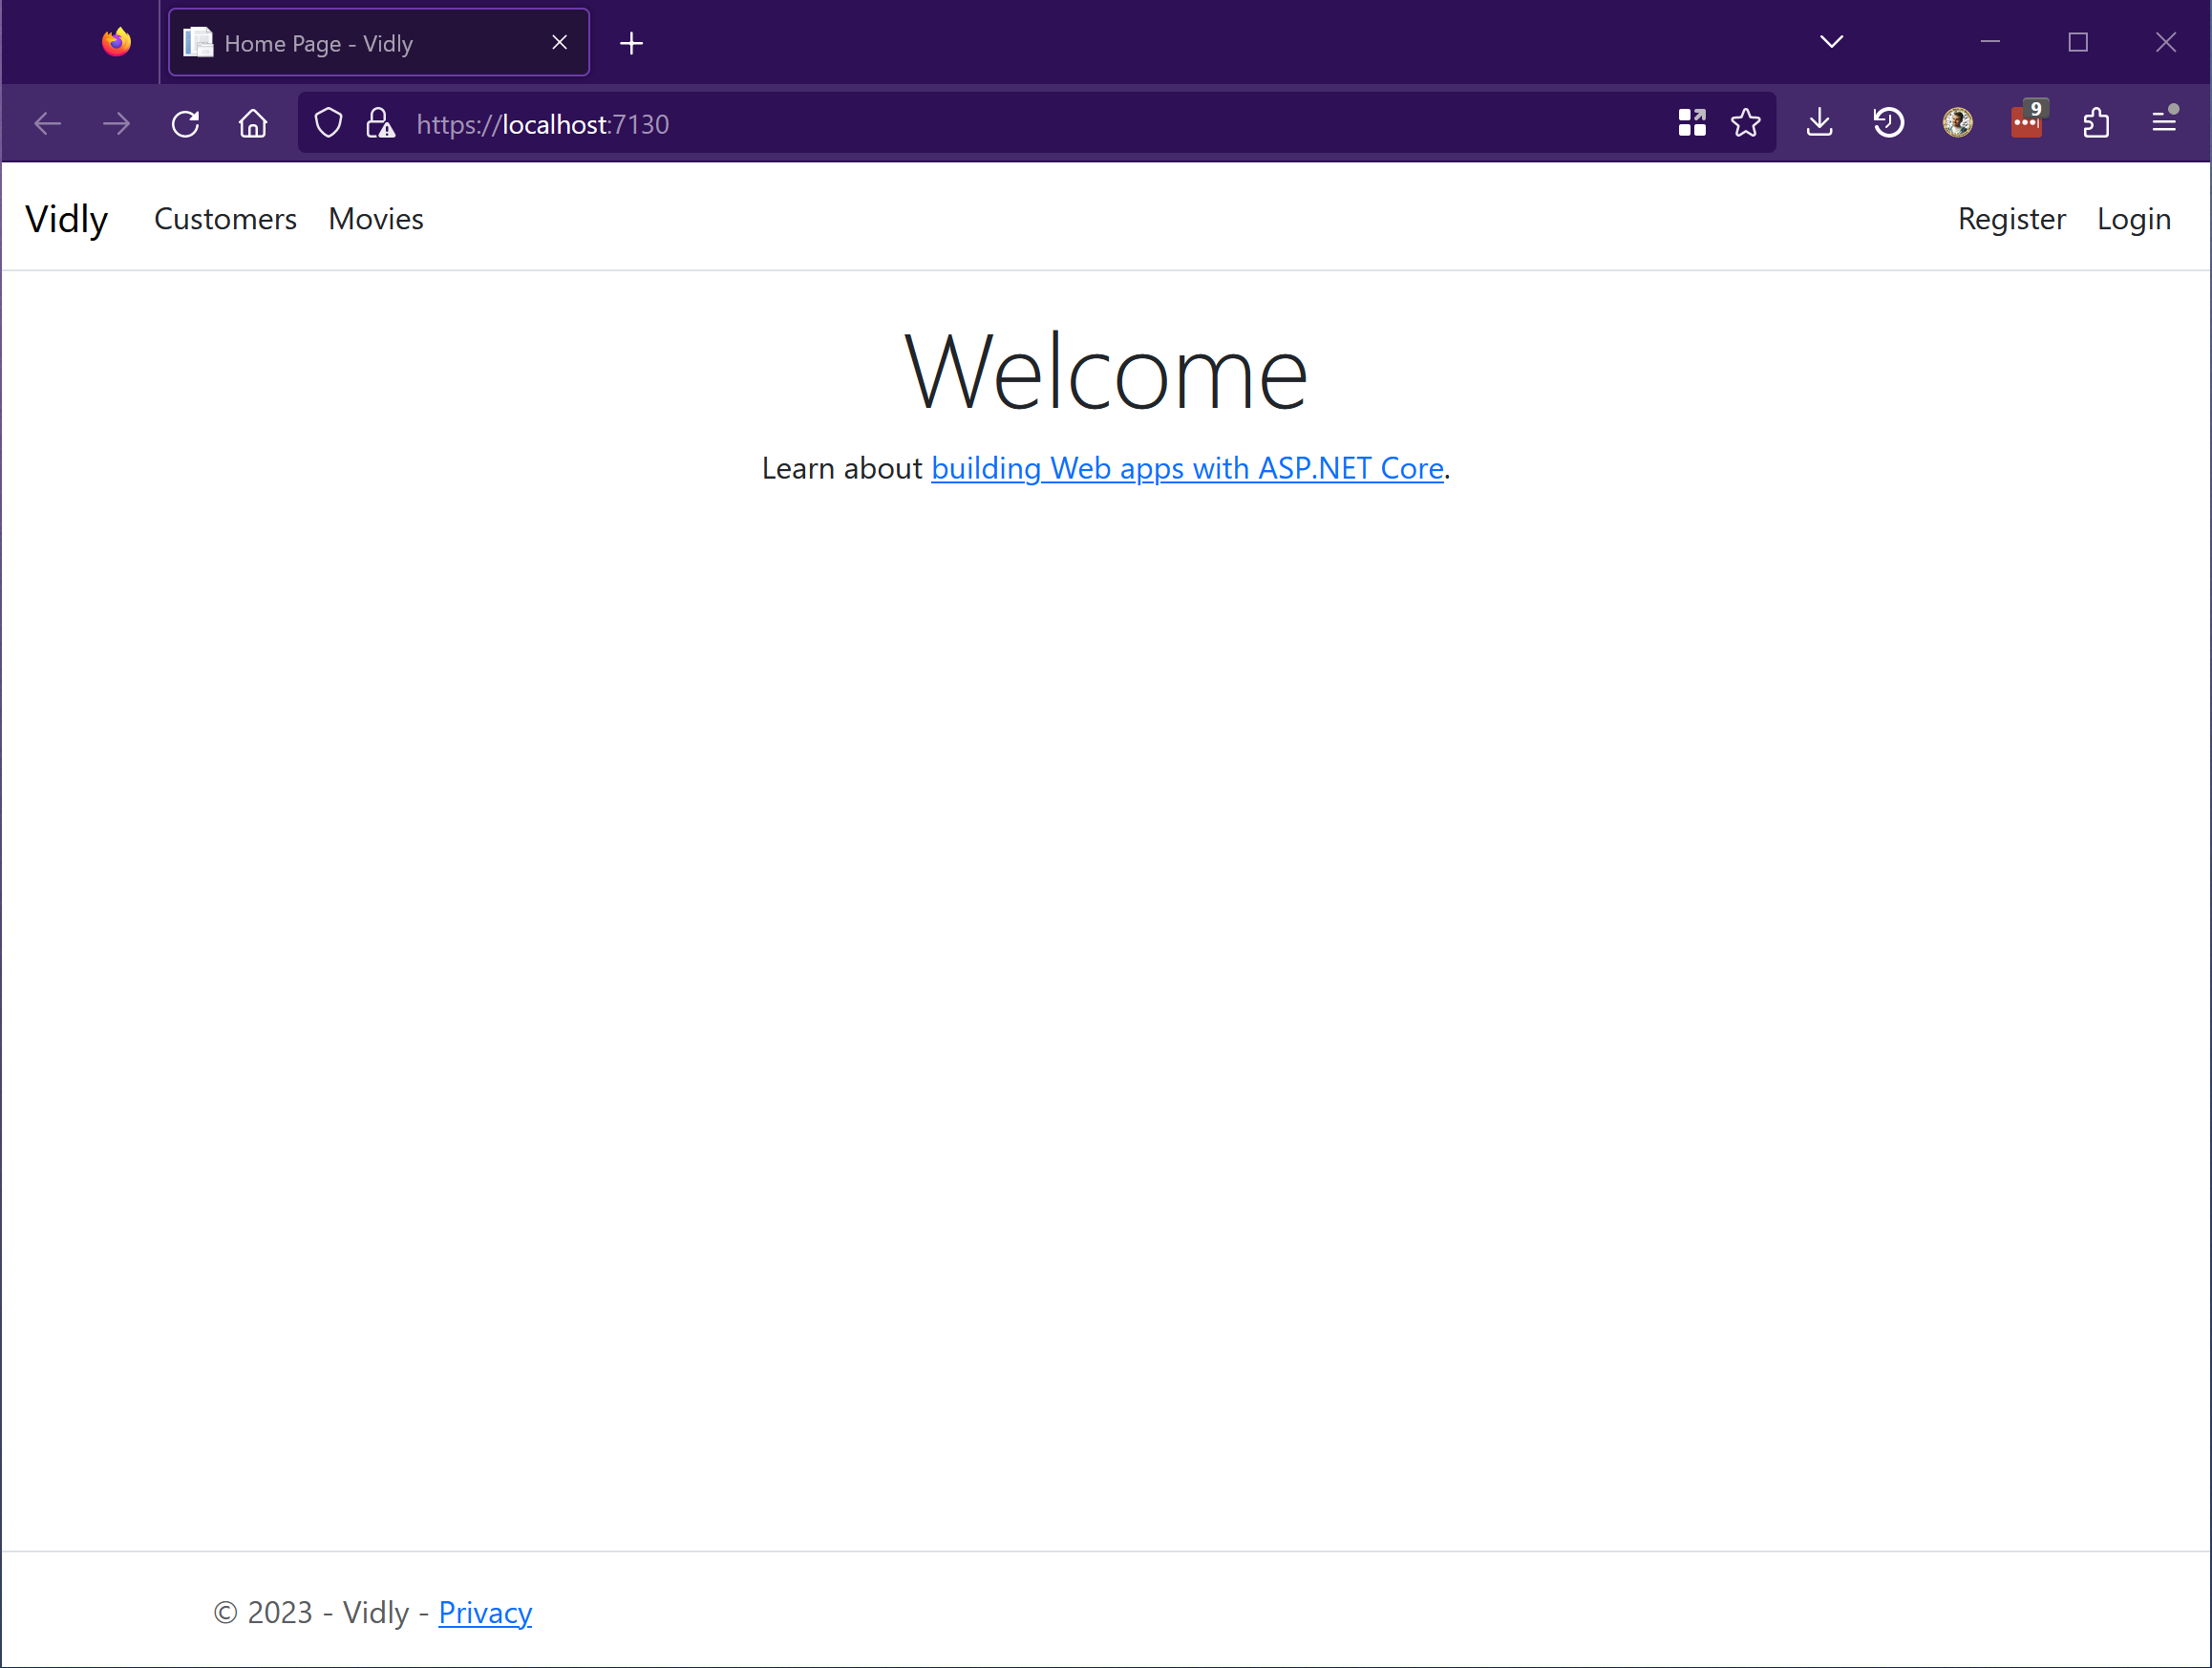 Home Page - Vidly
https://localhost:7130
9
Vidly Customers Movies Register Login
Welcome
Learn about building Web apps with ASP.NET Core.
© 2023 - Vidly - Privacy